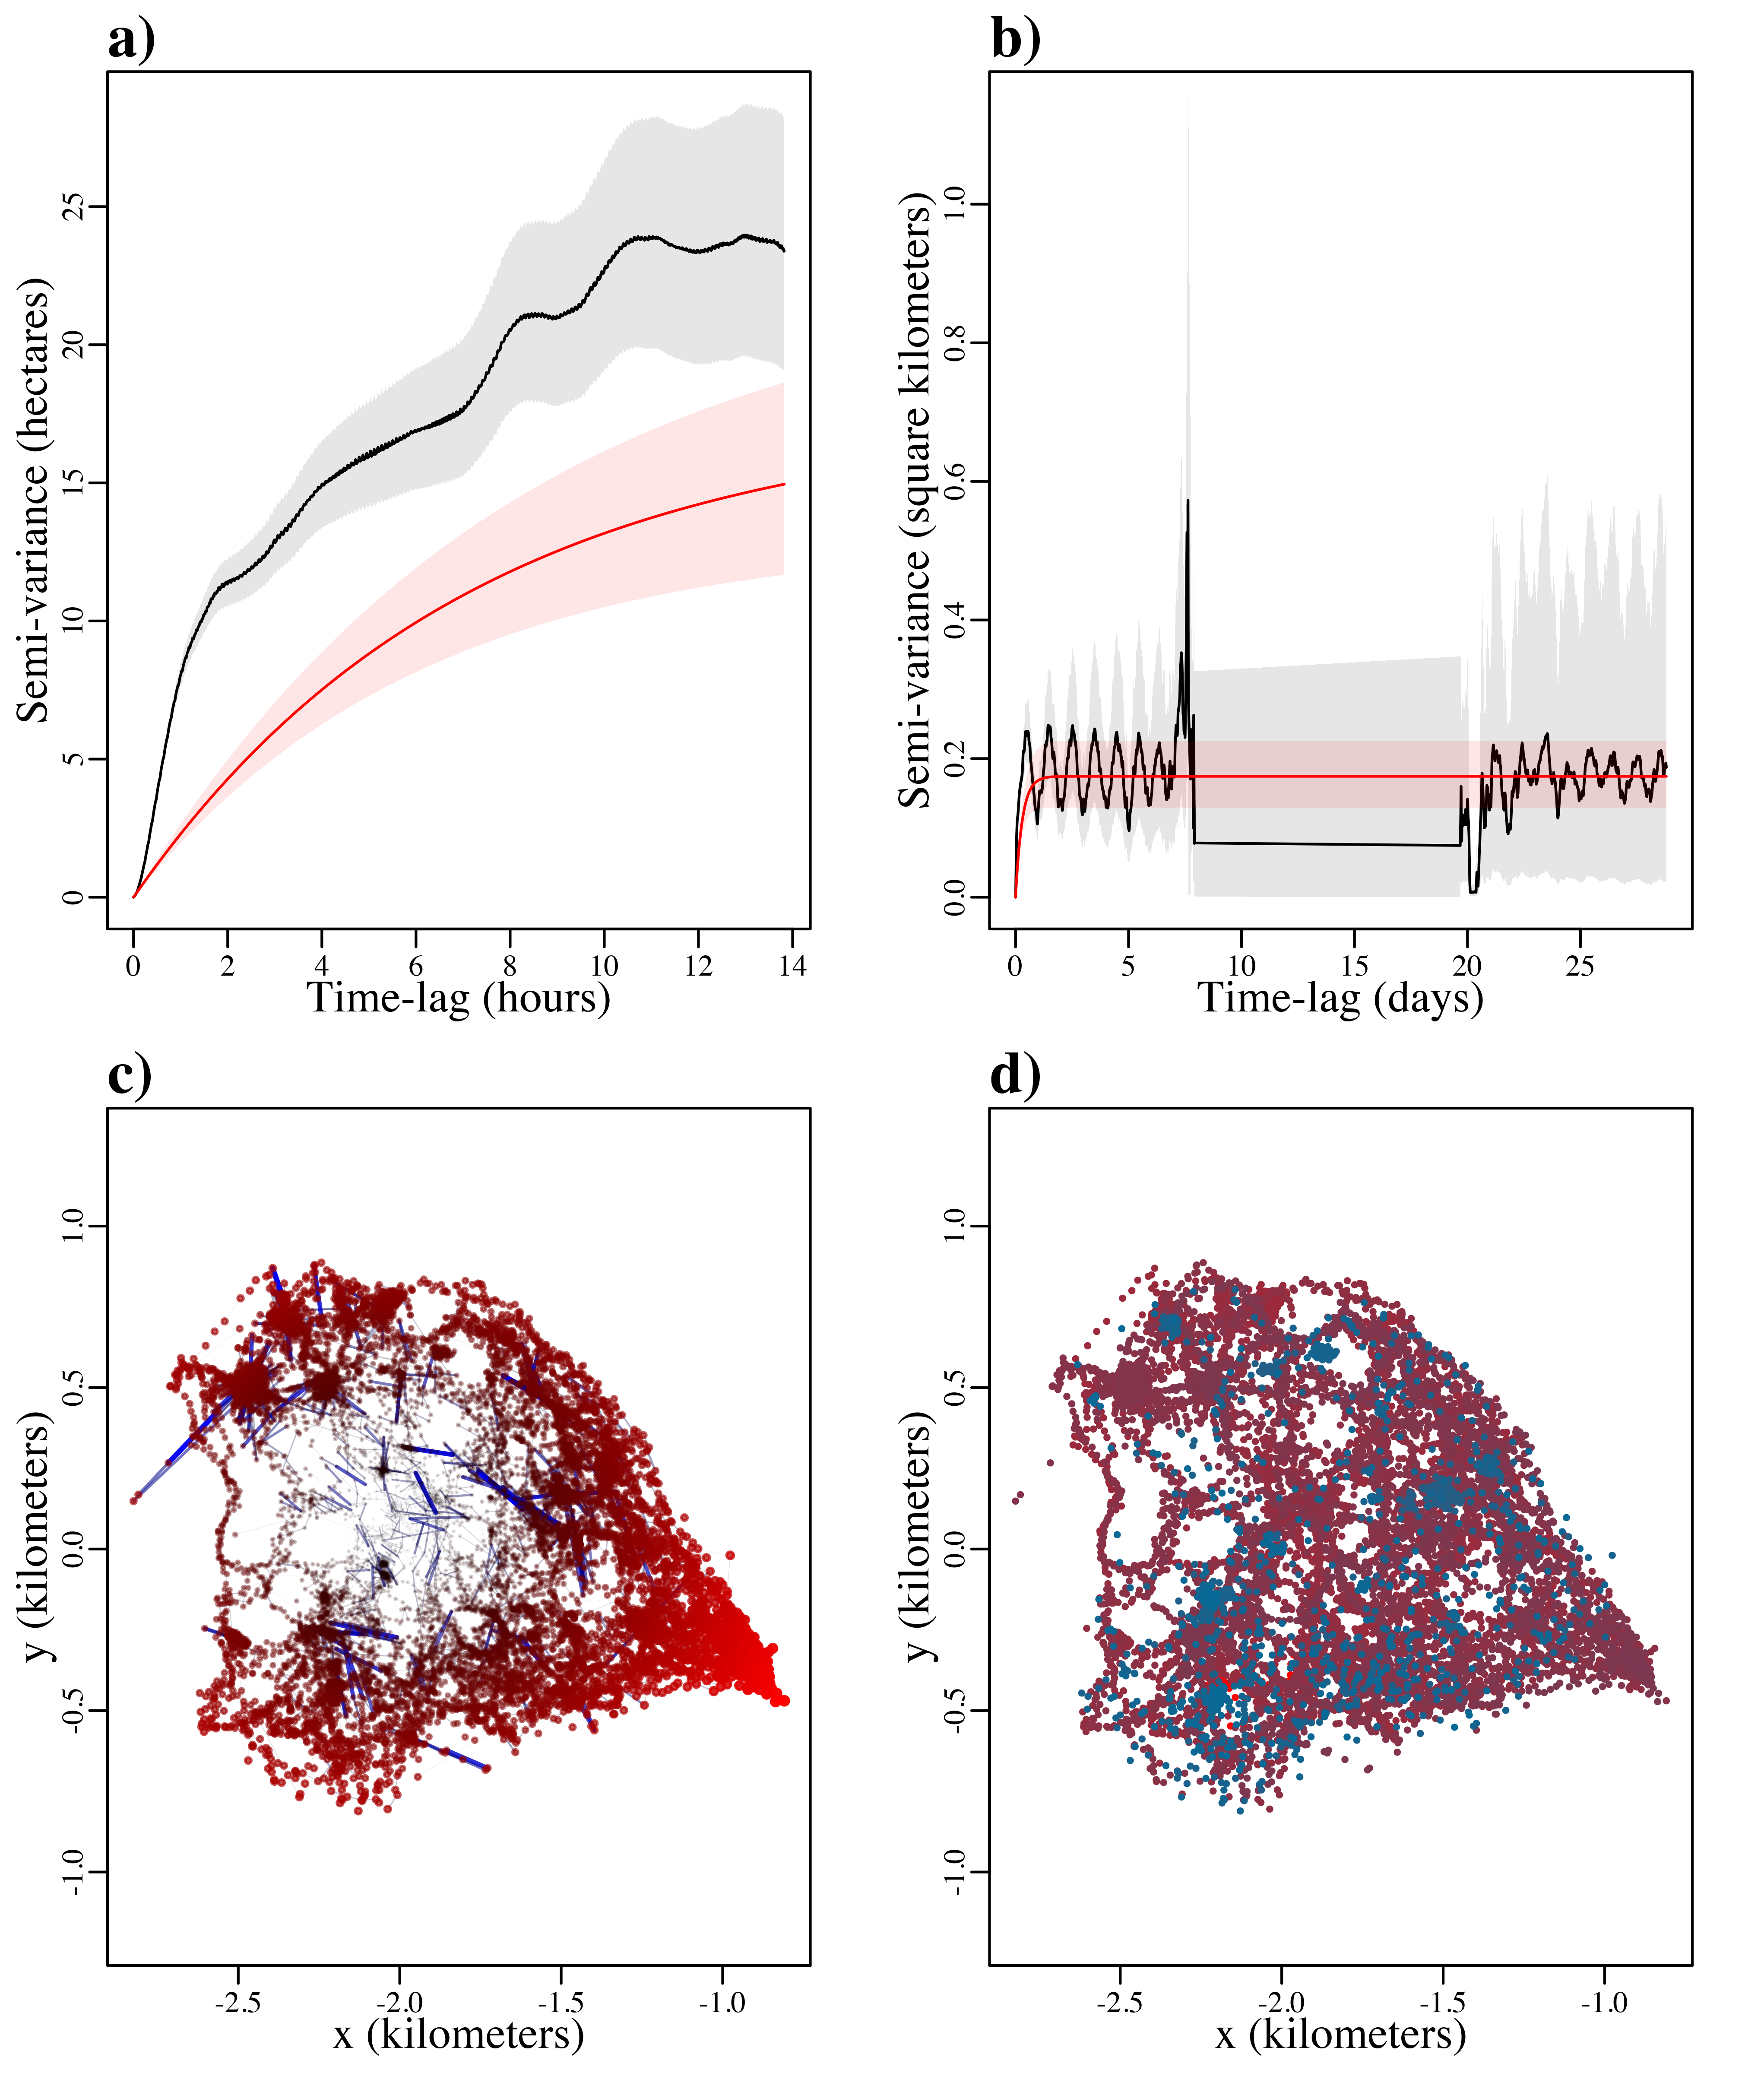 a)
Semi-variance (hectares)
0 5 10 15 20 25
0 2 4 6 8 10 12 14
Time-lag (hours)
b)
Semi-variance (square kilometers)
0.0 0.2 0.4 0.6 0.8 1.0
0 5 10 15 20 25
Time-lag (days)
c)
y (kilometers)
-1.0 -0.5 0.0 0.5 1.0
-2.5 -2.0 -1.5 -1.0
x (kilometers)
d)
y (kilometers)
-1.0 -0.5 0.0 0.5 1.0
-2.5 -2.0 -1.5 -1.0
x (kilometers)